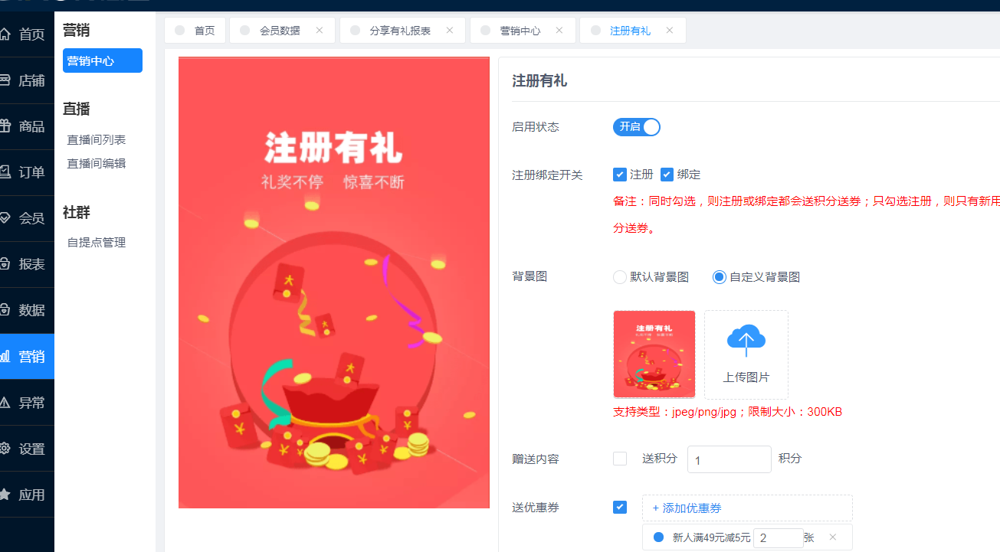 首页
店铺
商品
订单
会员
报表
数据
营销
异常
设置
应用
营销
营销中心
直播
直播间列表
直播间编辑
社群
自提点管理
首页 会员数据 分享有礼报表 营销中心 注册有礼
注册有礼
礼奖不停 惊喜不断
大
大
¥
¥
¥
¥
¥
¥
注册有礼
启用状态 开启
注册绑定开关 注册 绑定
备注：同时勾选，则注册或绑定都会送积分送券；只勾选注册，则只有新用
分送券。
背景图 默认背景图 自定义背景图
注册有礼
礼奖不停 惊喜不断
上传图片
支持类型：jpeg/png/jpg；限制大小：300KB
赠送内容 送积分 1 积分
送优惠券 + 添加优惠券
新人满49元减5元 2 张